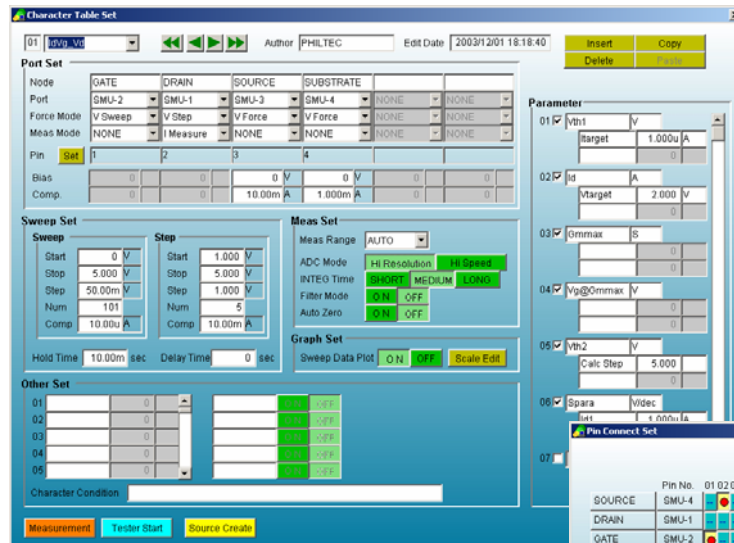 Character Table Set
01 IdVg_Vd Author PHILTEC Edit Date 2003/12/01 18:18:40 Insert Copy
Delete Paste
Port Set
Node GATE DRAIN SOURCE SUBSTRATE
Port SMU-2 SMU-1 SMU-3 SMU-4 NONE NONE
Force Mode V Sweep V Step V Force V Force NONE NONE
Meas Mode NONE I Measure NONE NONE NONE NONE
Pin Set 1 2 3 4
Bias 0 0 0 V 0 V 0 0
Comp. 0 0 10.00m A 1.000m A 0 0
Parameter
01 Vth1 V
Itarget 1.000u A
0
02 Id A
Vtarget 2.000 V
0
03 Gmmax S
0
0
04 Vg@Gmmax V
0
0
05 Vth2 V
Calc Step 5.000
0
06 Spara V/dec
Id1 1.000u A
07
Sweep Set
Sweep
Start 0 V
Stop 5.000 V
Step 50.00m V
Num 101
Comp 10.00u A
Step
Start 1.000 V
Stop 5.000 V
Step 1.000 V
Num 5
Comp 10.00m A
Hold Time 10.00m sec Delay Time 0 sec
Meas Set
Meas Range AUTO
ADC Mode Hi Resolution Hi Speed
INTEG Time SHORT MEDIUM LONG
Filter Mode ON OFF
Auto Zero ON OFF
Graph Set
Sweep Data Plot ON OFF Scale Edit
Other Set
01 0 ON OFF
02 0 ON OFF
03 0 ON OFF
04 0 ON OFF
05 0 ON OFF
Character Condition
Measurement Tester Start Source Create
Pin Connect Set
Pin No. 01 02
SOURCE SMU-4
DRAIN SMU-1
GATE SMU-2